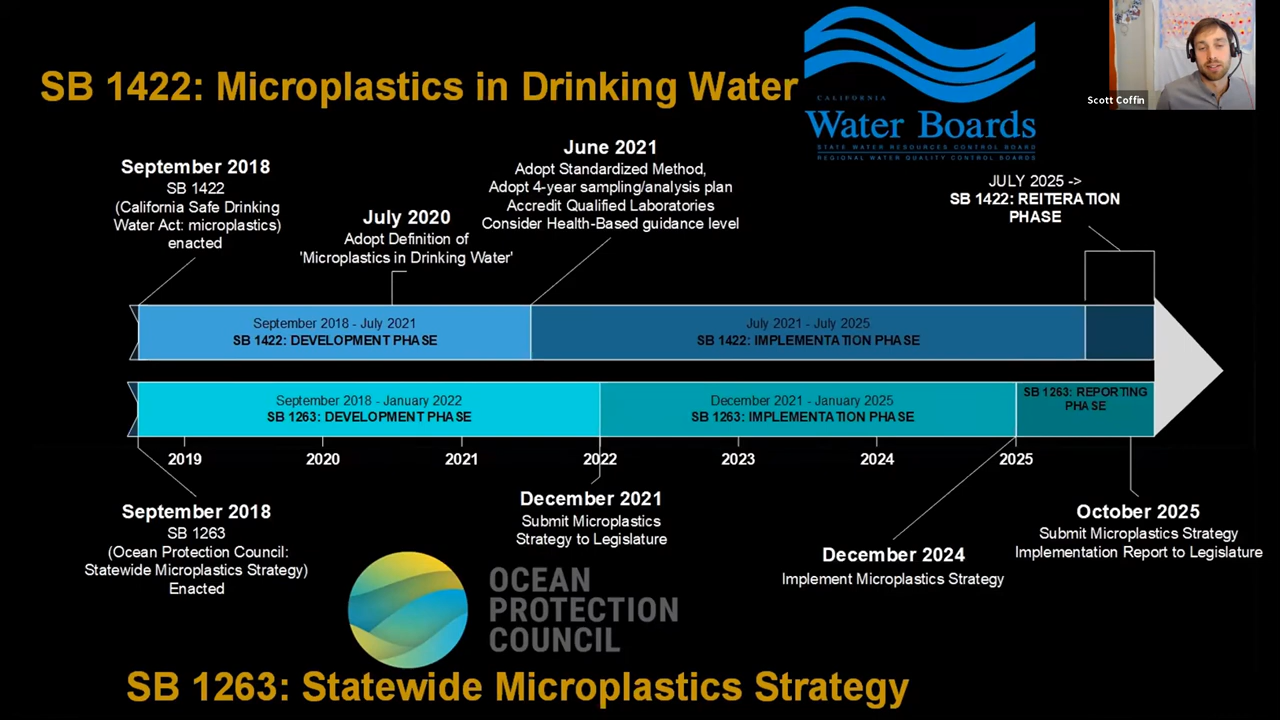 SB 1422: Microplastics in Drinking Water
CALIFORNIA
Water Boards
STATE WATER RESOURCES CONTROL BOARD
REGIONAL WATER QUALITY CONTROL BOARDS
Scott Coffin
September 2018
SB 1422
(California Safe Drinking
Water Act: microplastics)
enacted
July 2020
Adopt Definition of
'Microplastics in Drinking Water'
June 2021
Adopt Standardized Method,
Adopt 4-year sampling/analysis plan
Accredit Qualified Laboratories
Consider Health-Based guidance level
JULY 2025 ->
SB 1422: REITERATION
PHASE
September 2018 - July 2021
SB 1422: DEVELOPMENT PHASE
July 2021 - July 2025
SB 1422: IMPLEMENTATION PHASE
September 2018 - January 2022
SB 1263: DEVELOPMENT PHASE
December 2021 - January 2025
SB 1263: IMPLEMENTATION PHASE
SB 1263: REPORTING
PHASE
2019 2020 2021 2022 2023 2024 2025
September 2018
SB 1263
(Ocean Protection Council:
Statewide Microplastics Strategy)
Enacted
December 2021
Submit Microplastics
Strategy to Legislature
December 2024
Implement Microplastics Strategy
October 2025
Submit Microplastics Strategy
Implementation Report to Legislature
OCEAN
PROTECTION
COUNCIL
SB 1263: Statewide Microplastics Strategy